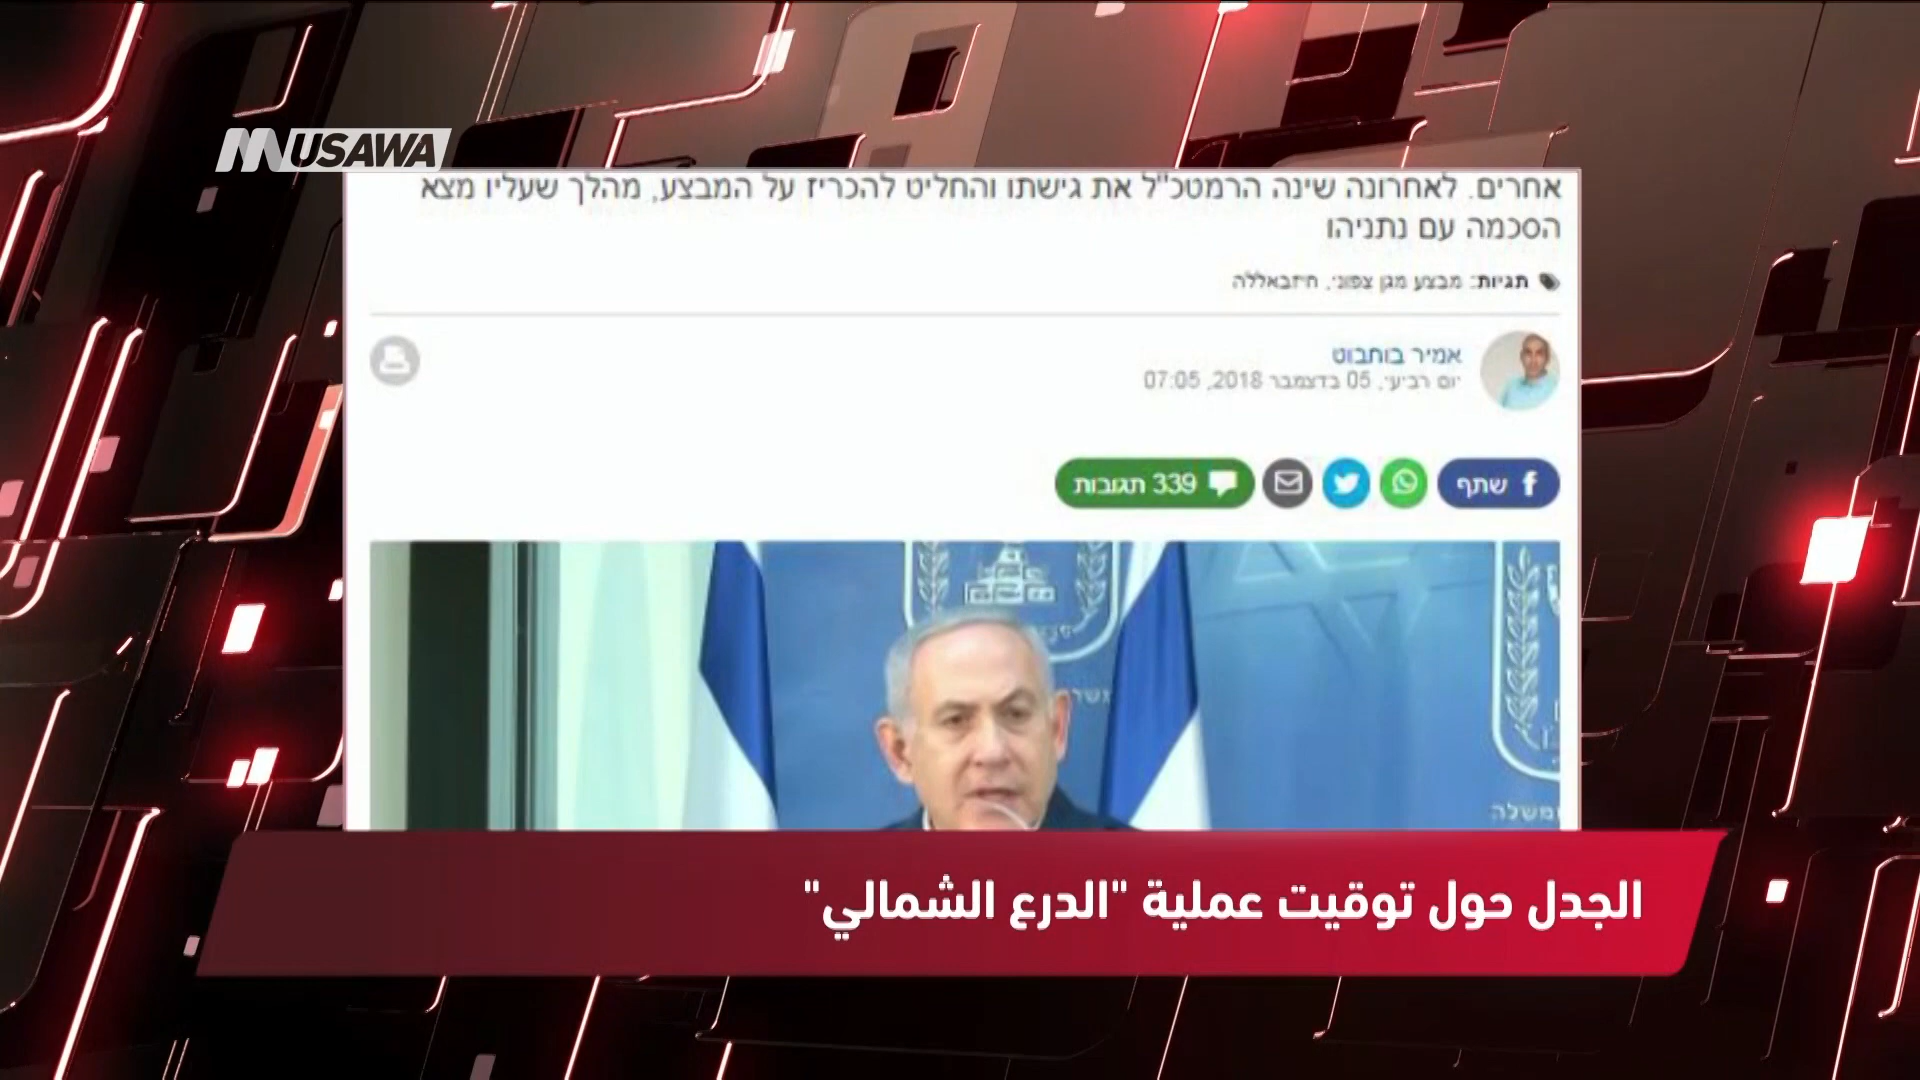 MUSAWA
אחרים. לאחרונה שינה הרמטכ"ל את גישתו והחליט להכריז על המבצע, מהלך שעליו מצא
הסכמה עם נתניהו
תגיות: מבצע מגן צפוני, חיזבאללה
אמיר בוחבוט
יום רביעי, 05 בדצמבר 2018, 07:05
שתף
339 תגובות
משר
ממשלה
الجدل حول توقيت عملية "الدرع الشمالي"